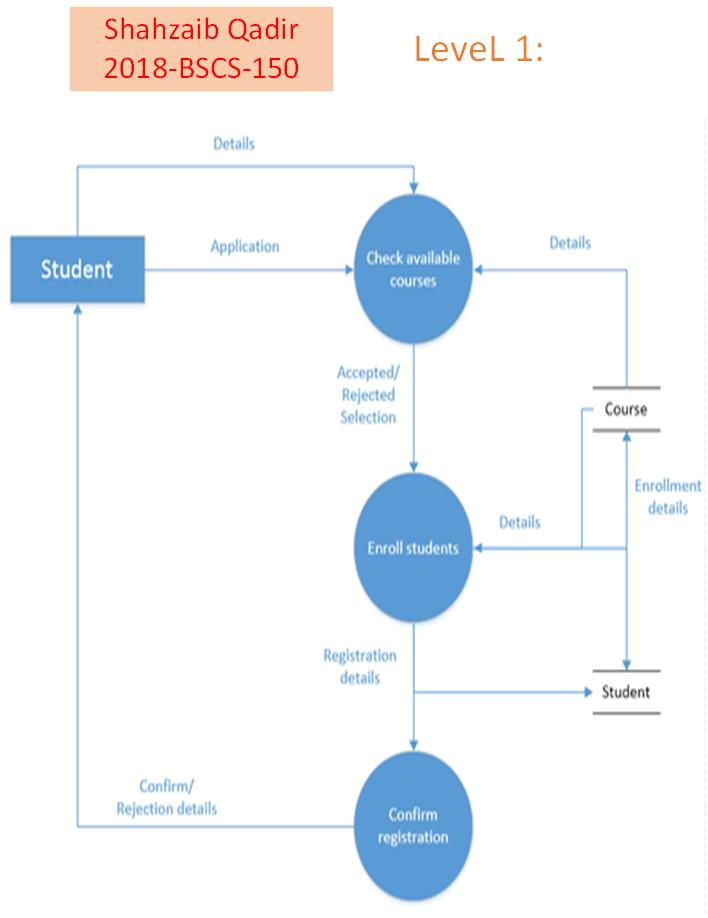 Shahzaib Qadir
2018-BSCS-150
LeveL 1:
Details
Student
Application
Check available
courses
Details
Accepted/
Rejected
Selection
Course
Enrollment
details
Details
Enroll students
Registration
details
Student
Confirm/
Rejection details
Confirm
registration